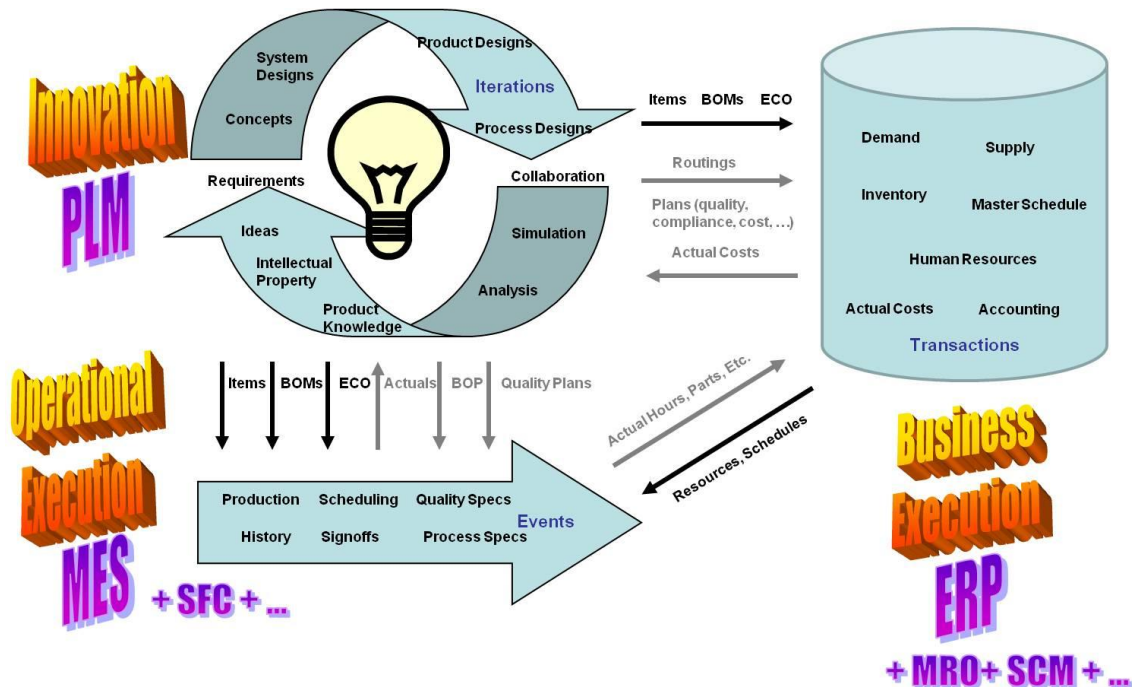 Innovation
PLM
System
Designs
Concepts
Requirements
Product Designs
Iterations
Process Designs
Collaboration
Simulation
Analysis
Ideas
Intellectual
Property
Product
Knowledge
Items BOMs ECO
Routings
Plans (quality,
compliance, cost, ...)
Actual Costs
Demand
Supply
Inventory
Master Schedule
Human Resources
Actual Costs
Accounting
Transactions
Operational
Execution
MES
+ SFC + ...
Items BOMs ECO Actuals BOP Quality Plans
Production Scheduling Quality Specs
Events
History Signoffs Process Specs
Actual Hours, Parts, Etc.
Resources, Schedules
Business
Execution
ERP
+ MRO+ SCM + ...